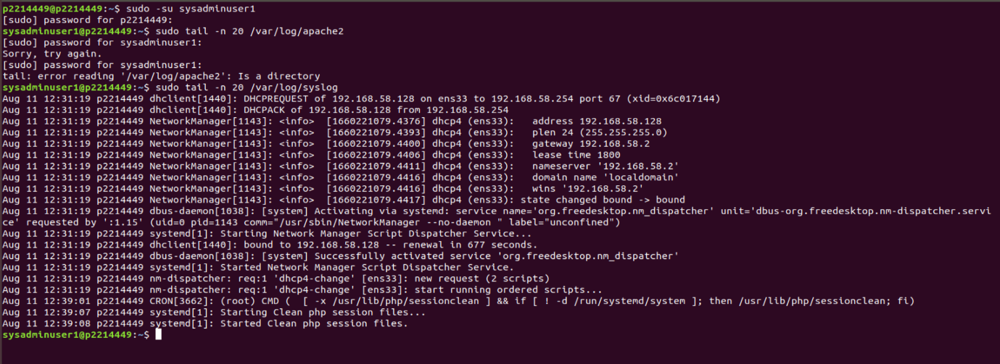 p2214449@p2214449:~$ sudo -su sysadminuser1
[sudo] password for p2214449:
sysadminuser1@p2214449:~$ sudo tail -n 20 /var/log/apache2
[sudo] password for sysadminuser1:
Sorry, try again.
[sudo] password for sysadminuser1:
tail: error reading '/var/log/apache2': Is a directory
sysadminuser1@p2214449:~$ sudo tail -n 20 /var/log/syslog
Aug 11 12:31:19 p2214449 dhclient[1440]: DHCPREQUEST of 192.168.58.128 on ens33 to 192.168.58.254 port 67 (xid=0x6c017144)
Aug 11 12:31:19 p2214449 dhclient[1440]: DHCPACK of 192.168.58.128 from 192.168.58.254
Aug 11 12:31:19 p2214449 NetworkManager[1143]: <info>  [1660221079.4376] dhcp4 (ens33):   address 192.168.58.128
Aug 11 12:31:19 p2214449 NetworkManager[1143]: <info>  [1660221079.4393] dhcp4 (ens33):   plen 24 (255.255.255.0)
Aug 11 12:31:19 p2214449 NetworkManager[1143]: <info>  [1660221079.4400] dhcp4 (ens33):   gateway 192.168.58.2
Aug 11 12:31:19 p2214449 NetworkManager[1143]: <info>  [1660221079.4406] dhcp4 (ens33):   lease time 1800
Aug 11 12:31:19 p2214449 NetworkManager[1143]: <info>  [1660221079.4411] dhcp4 (ens33):   nameserver '192.168.58.2'
Aug 11 12:31:19 p2214449 NetworkManager[1143]: <info>  [1660221079.4416] dhcp4 (ens33):   domain name 'localdomain'
Aug 11 12:31:19 p2214449 NetworkManager[1143]: <info>  [1660221079.4416] dhcp4 (ens33):   wins '192.168.58.2'
Aug 11 12:31:19 p2214449 NetworkManager[1143]: <info>  [1660221079.4417] dhcp4 (ens33): state changed bound -> bound
Aug 11 12:31:19 p2214449 dbus-daemon[1038]: [system] Activating via systemd: service name='org.freedesktop.nm_dispatcher' unit='dbus-org.freedesktop.nm-dispatcher.servi
ce' requested by ':1.15' (uid=0 pid=1143 comm="/usr/sbin/NetworkManager --no-daemon " label="unconfined")
Aug 11 12:31:19 p2214449 systemd[1]: Starting Network Manager Script Dispatcher Service...
Aug 11 12:31:19 p2214449 dhclient[1440]: bound to 192.168.58.128 -- renewal in 677 seconds.
Aug 11 12:31:19 p2214449 dbus-daemon[1038]: [system] Successfully activated service 'org.freedesktop.nm_dispatcher'
Aug 11 12:31:19 p2214449 systemd[1]: Started Network Manager Script Dispatcher Service.
Aug 11 12:31:19 p2214449 nm-dispatcher: req:1 'dhcp4-change' [ens33]: new request (2 scripts)
Aug 11 12:31:19 p2214449 nm-dispatcher: req:1 'dhcp4-change' [ens33]: start running ordered scripts...
Aug 11 12:39:01 p2214449 CRON[3662]: (root) CMD (  [ -x /usr/lib/php/sessionclean ] && if [ ! -d /run/systemd/system ]; then /usr/lib/php/sessionclean; fi)
Aug 11 12:39:07 p2214449 systemd[1]: Starting Clean php session files...
Aug 11 12:39:08 p2214449 systemd[1]: Started Clean php session files.
sysadminuser1@p2214449:~$